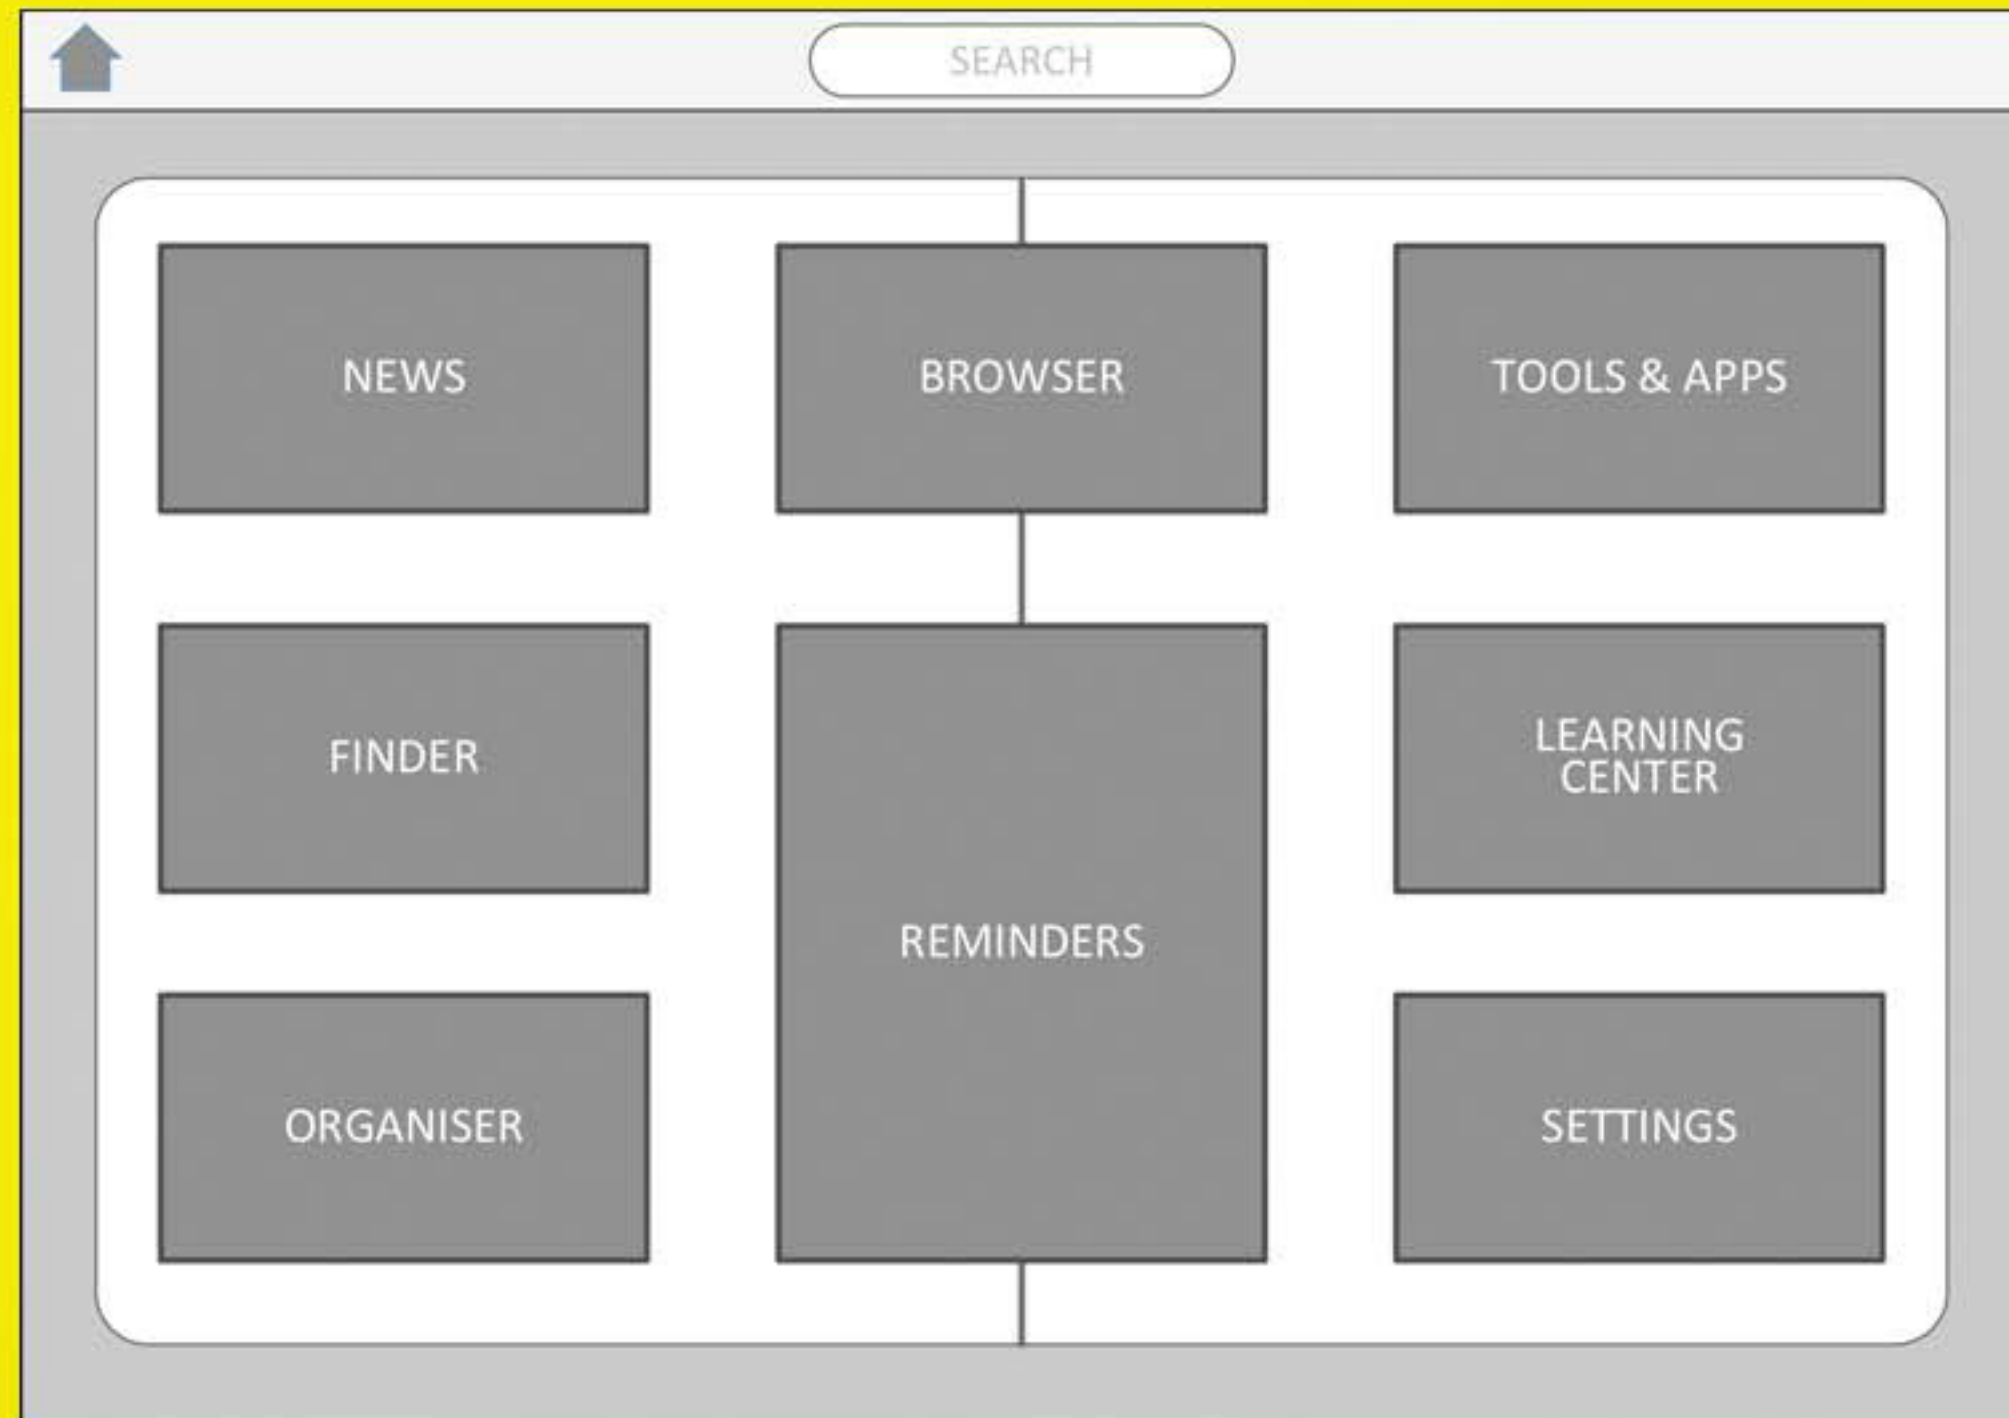 SEARCH
NEWS
BROWSER
TOOLS & APPS
FINDER
REMINDERS
LEARNING
CENTER
ORGANISER
SETTINGS